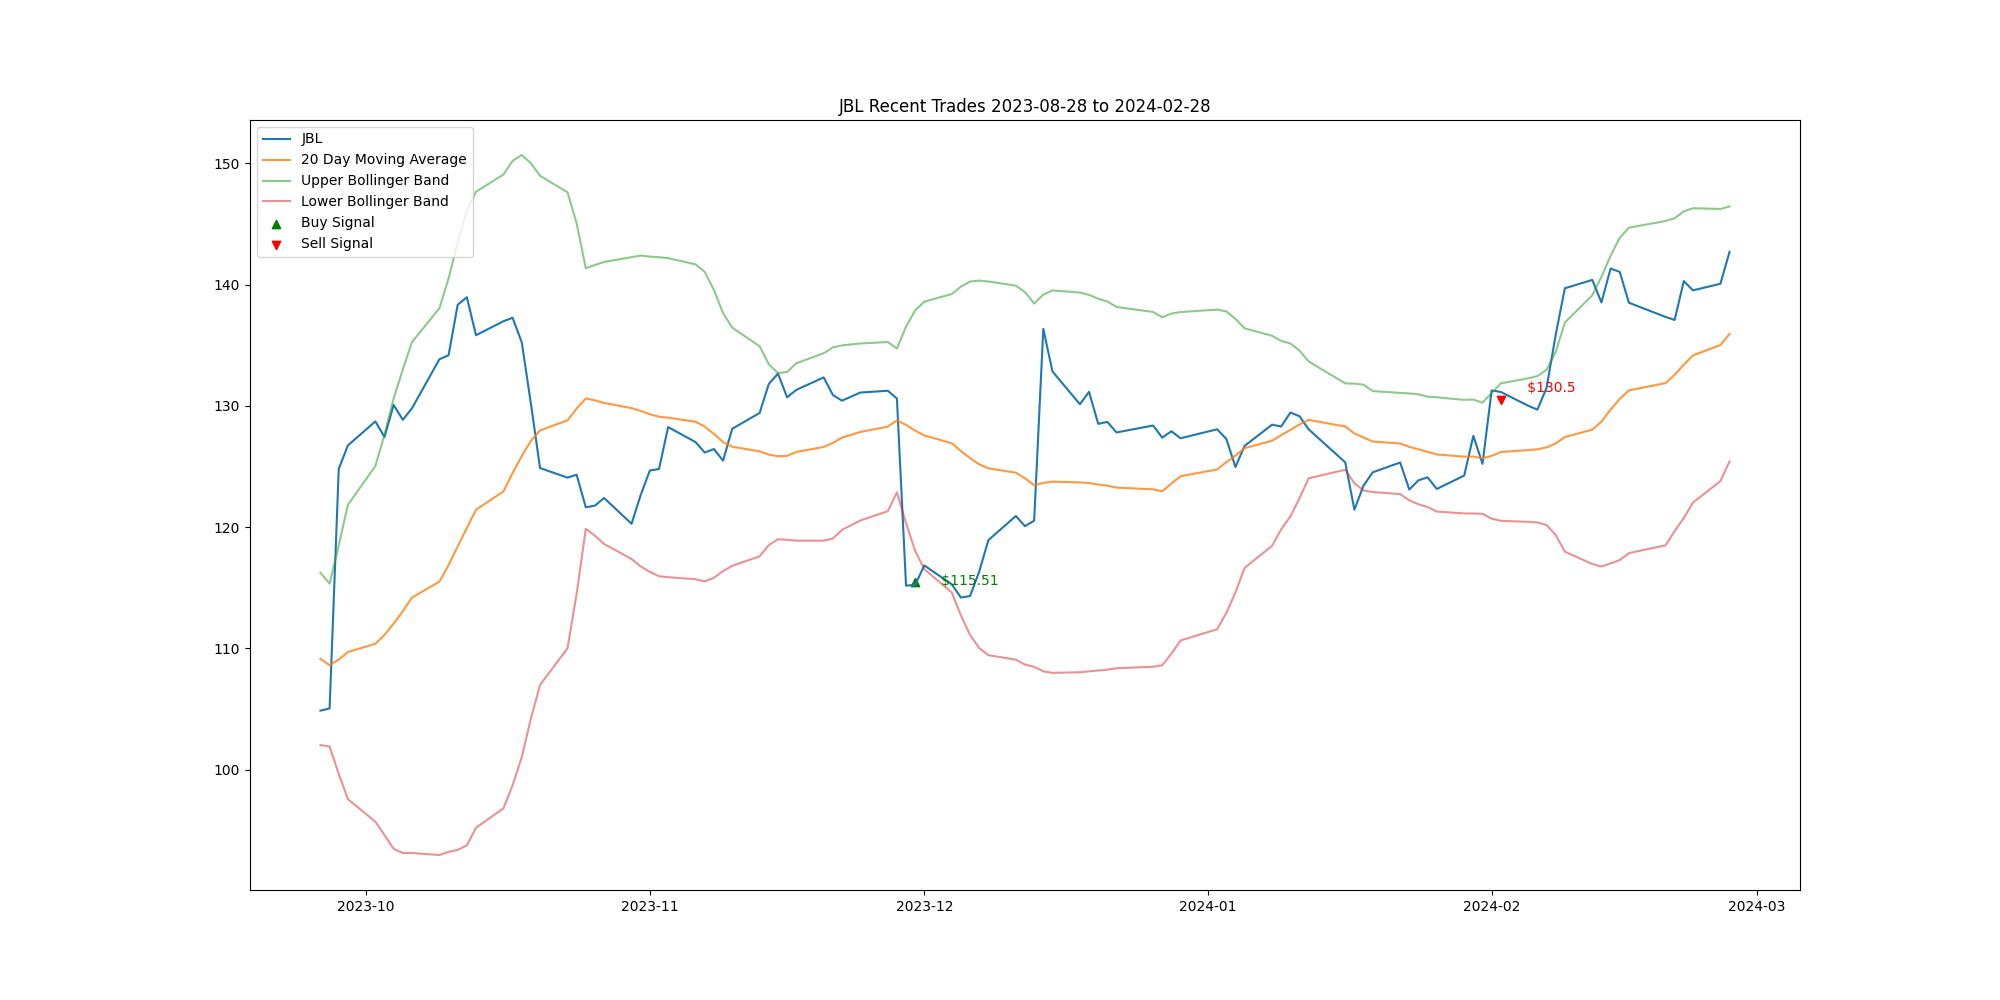 JBL Recent Trades 2023-08-28 to 2024-02-28
JBL
20 Day Moving Average
Upper Bollinger Band
Lower Bollinger Band
Buy Signal
Sell Signal
150
140
130
120
110
100
$130.5
$115.51
2023-10
2023-11
2023-12
2024-01
2024-02
2024-03